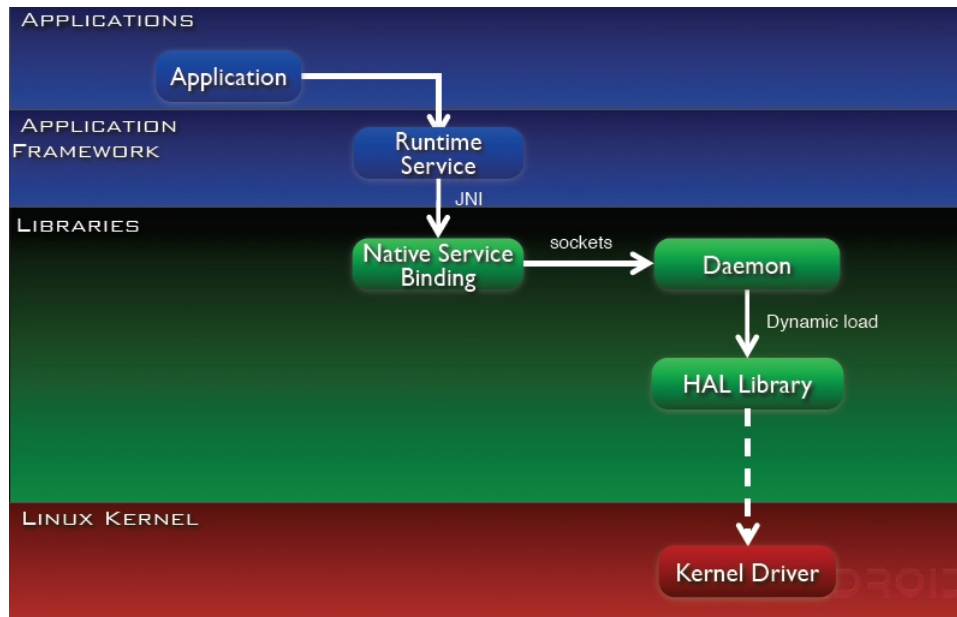 APPLICATIONS
Application
APPLICATION
FRAMEWORK
Runtime
Service
JNI
LIBRARIES
Native Service
Binding
sockets
Daemon
Dynamic load
HAL Library
LINUX KERNEL
Kernel Driver
DROID